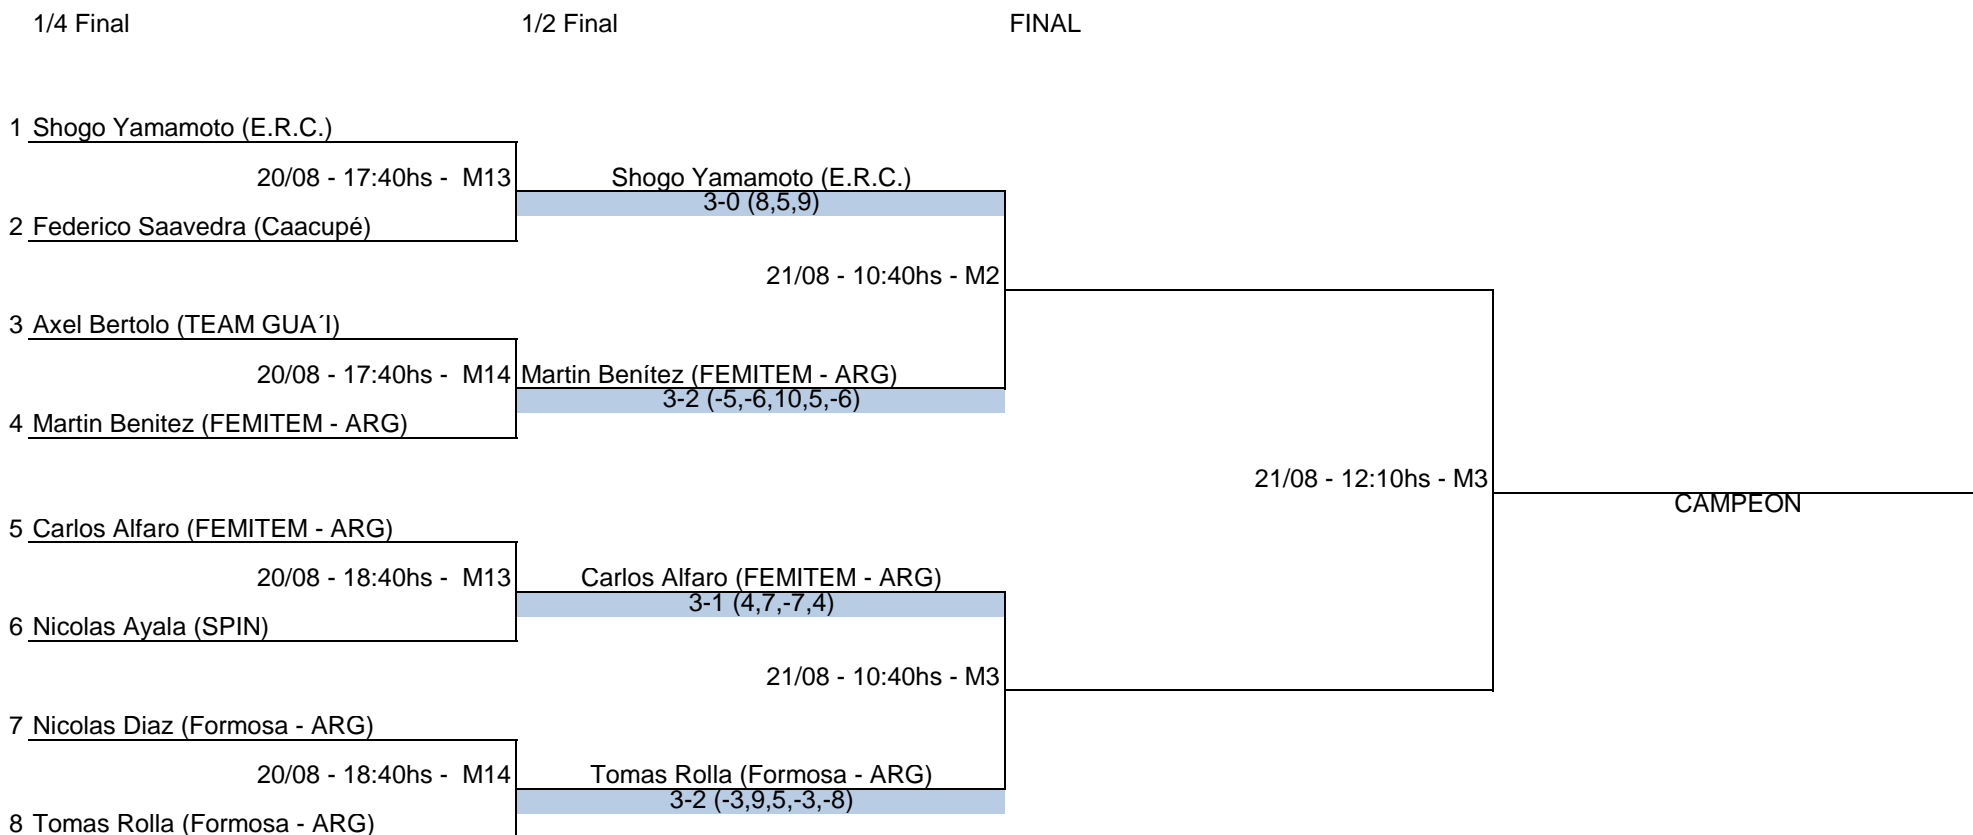 1/4 Final 1/2 Final FINAL
1 Shogo Yamamoto (E.R.C.)
20/08 - 17:40hs - M13 Shogo Yamamoto (E.R.C.)
3-0 (8,5,9)
2 Federico Saavedra (Caacupé)
21/08 - 10:40hs - M2
3 Axel Bertolo (TEAM GUA´I)
20/08 - 17:40hs - M14 Martin Benítez (FEMITEM - ARG)
3-2 (-5,-6,10,5,-6)
4 Martin Benitez (FEMITEM - ARG)
21/08 - 12:10hs - M3
CAMPEON
5 Carlos Alfaro (FEMITEM - ARG)
20/08 - 18:40hs - M13 Carlos Alfaro (FEMITEM - ARG)
3-1 (4,7,-7,4)
6 Nicolas Ayala (SPIN)
21/08 - 10:40hs - M3
7 Nicolas Diaz (Formosa - ARG)
20/08 - 18:40hs - M14 Tomas Rolla (Formosa - ARG)
3-2 (-3,9,5,-3,-8)
8 Tomas Rolla (Formosa - ARG)